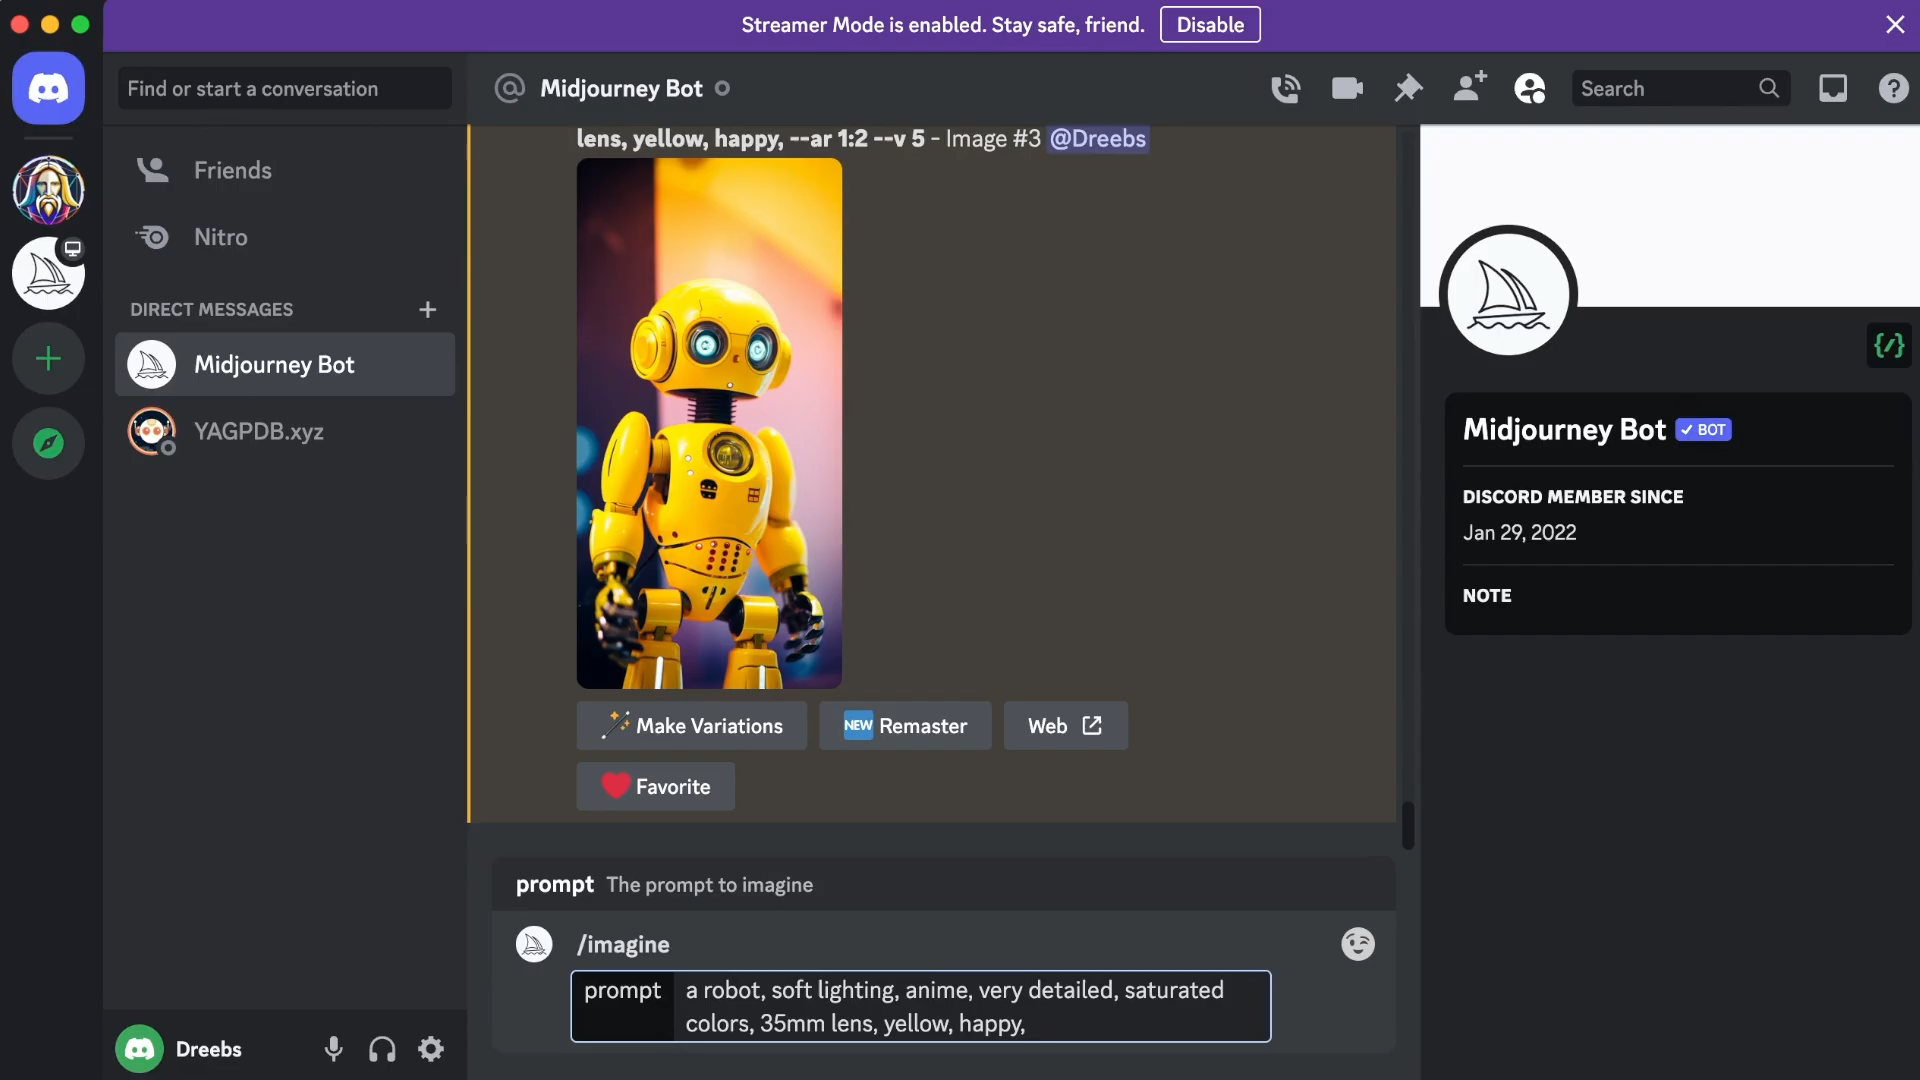 Streamer Mode is enabled. Stay safe, friend. Disable
Find or start a conversation
Midjourney Bot
Search
Friends
Nitro
DIRECT MESSAGES
Midjourney Bot
YAGPDB.xyz
Dreebs
lens, yellow, happy, --ar 1:2 --v 5 - Image #3 @Dreebs
Make Variations
NEW Remaster
Web
Favorite
prompt The prompt to imagine
/imagine
prompt a robot, soft lighting, anime, very detailed, saturated
colors, 35mm lens, yellow, happy,
Midjourney Bot BOT
DISCORD MEMBER SINCE
Jan 29, 2022
NOTE